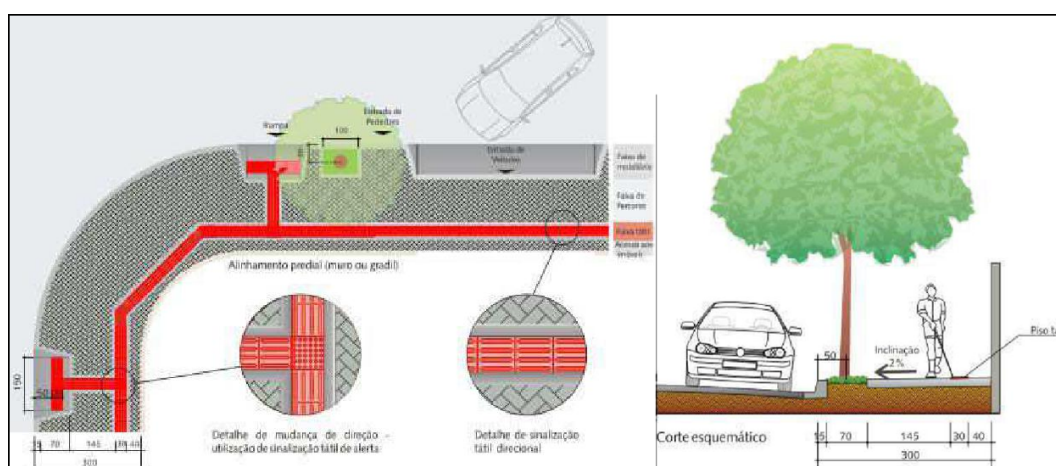 Rampa
Entrada de
Pedestres
100
Entrada de
Veículos
Faixa de
mobiliário
Faixa de
Percurso
Faixa tátil
Acesso aos
imóveis
Alinhamento predial (muro ou gradil)
190
50
15 70 145 30 40
300
Detalhe de mudança de direção -
utilização de sinalização tátil de alerta
Detalhe de sinalização
tátil direcional
50
Inclinação
2%
Piso t
Corte esquemático
15 70 145 30 40
300